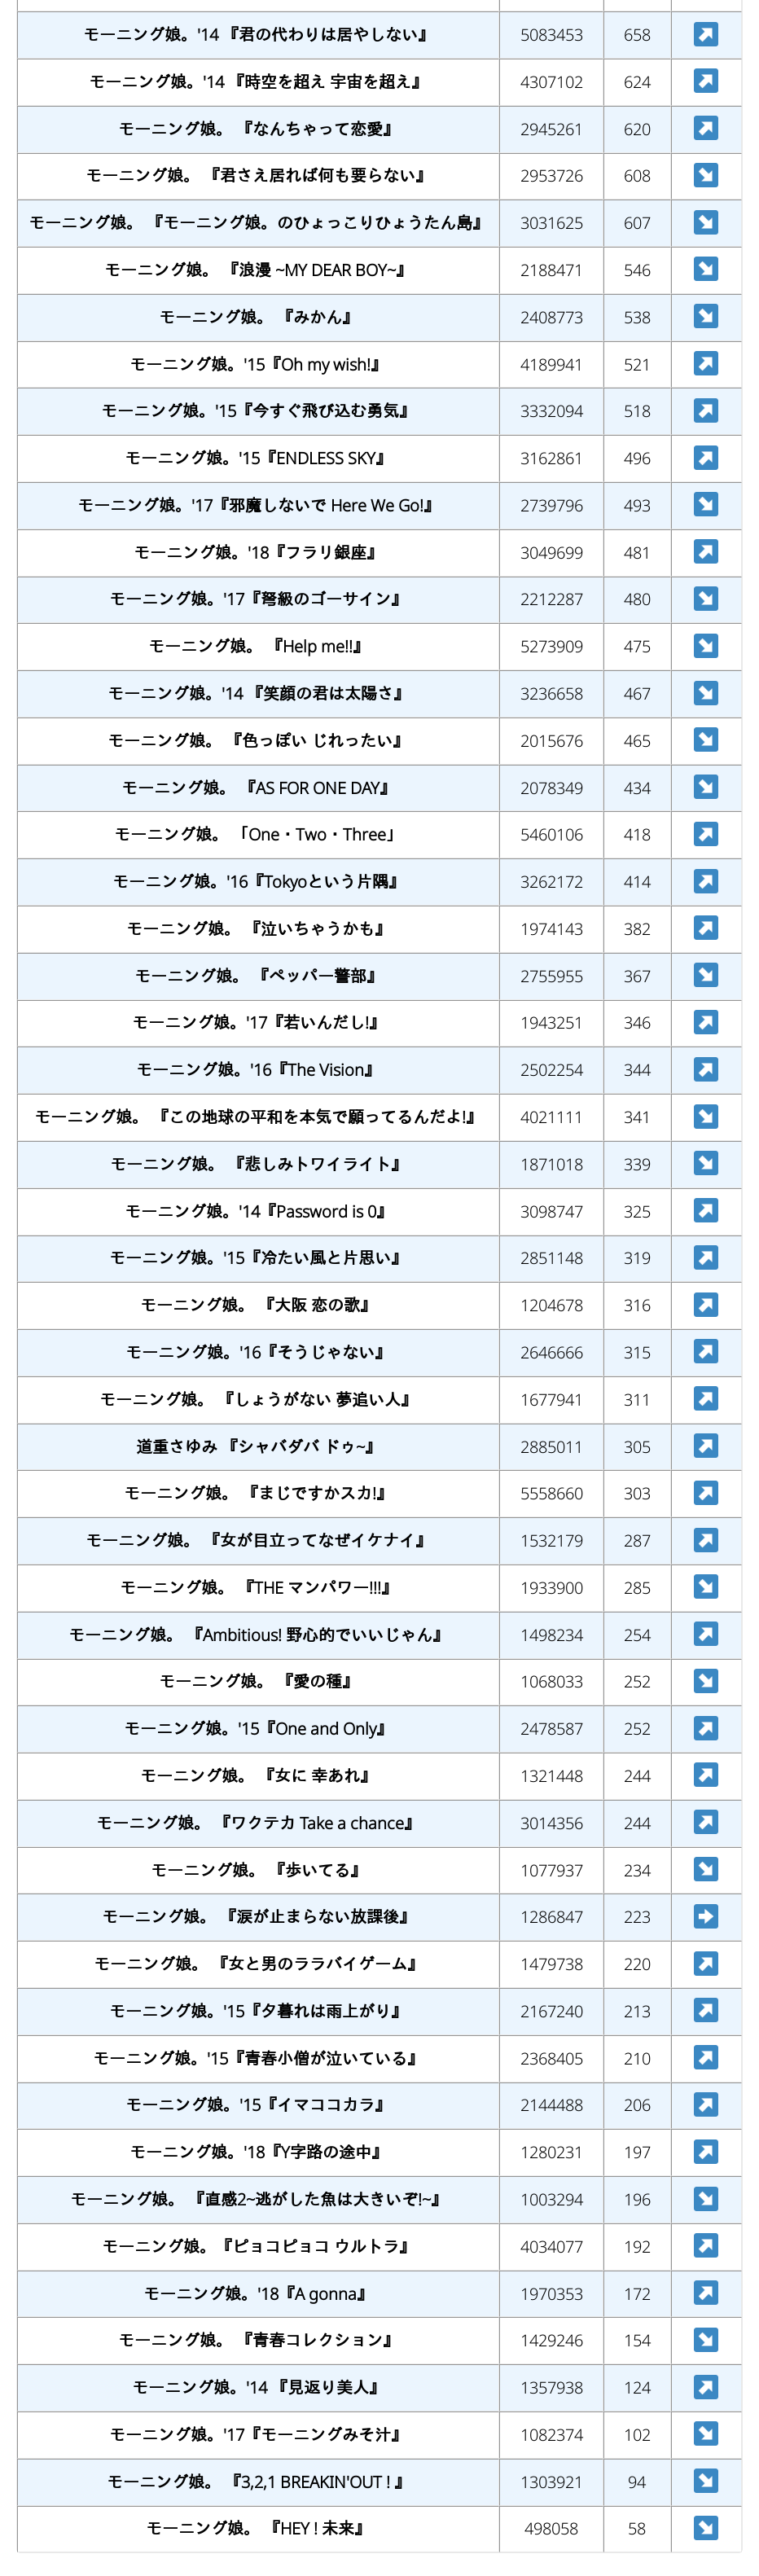 モーニング娘。'14 『君の代わりは居やしない』 5083453 658 ↗
モーニング娘。'14 『時空を超え 宇宙を超え』 4307102 624 ↗
モーニング娘。 『なんちゃって恋愛』 2945261 620 ↗
モーニング娘。 『君さえ居れば何も要らない』 2953726 608 ↘
モーニング娘。 『モーニング娘。のひょっこりひょうたん島』 3031625 607 ↘
モーニング娘。 『浪漫 ~MY DEAR BOY~』 2188471 546 ↘
モーニング娘。 『みかん』 2408773 538 ↘
モーニング娘。'15『Oh my wish!』 4189941 521 ↗
モーニング娘。'15『今すぐ飛び込む勇気』 3332094 518 ↗
モーニング娘。'15『ENDLESS SKY』 3162861 496 ↗
モーニング娘。'17『邪魔しないで Here We Go!』 2739796 493 ↘
モーニング娘。'18『フラリ銀座』 3049699 481 ↗
モーニング娘。'17『弩級のゴーサイン』 2212287 480 ↘
モーニング娘。 『Help me!!』 5273909 475 ↘
モーニング娘。'14 『笑顔の君は太陽さ』 3236658 467 ↘
モーニング娘。 『色っぽい じれったい』 2015676 465 ↘
モーニング娘。 『AS FOR ONE DAY』 2078349 434 ↘
モーニング娘。 「One・Two・Three」 5460106 418 ↗
モーニング娘。'16『Tokyoという片隅』 3262172 414 ↗
モーニング娘。 『泣いちゃうかも』 1974143 382 ↗
モーニング娘。 『ペッパー警部』 2755955 367 ↘
モーニング娘。'17『若いんだし!』 1943251 346 ↗
モーニング娘。'16『The Vision』 2502254 344 ↗
モーニング娘。 『この地球の平和を本気で願ってるんだよ!』 4021111 341 ↘
モーニング娘。 『悲しみトワイライト』 1871018 339 ↘
モーニング娘。'14『Password is 0』 3098747 325 ↗
モーニング娘。'15『冷たい風と片思い』 2851148 319 ↗
モーニング娘。 『大阪 恋の歌』 1204678 316 ↗
モーニング娘。'16『そうじゃない』 2646666 315 ↗
モーニング娘。 『しょうがない 夢追い人』 1677941 311 ↗
道重さゆみ 『シャバダバ ドゥ~』 2885011 305 ↗
モーニング娘。 『まじですかスカ!』 5558660 303 ↗
モーニング娘。 『女が目立ってなぜイケナイ』 1532179 287 ↗
モーニング娘。 『THE マンパワー!!!』 1933900 285 ↘
モーニング娘。 『Ambitious! 野心的でいいじゃん』 1498234 254 ↗
モーニング娘。 『愛の種』 1068033 252 ↘
モーニング娘。'15『One and Only』 2478587 252 ↗
モーニング娘。 『女に 幸あれ』 1321448 244 ↗
モーニング娘。 『ワクテカ Take a chance』 3014356 244 ↗
モーニング娘。 『歩いてる』 1077937 234 ↘
モーニング娘。 『涙が止まらない放課後』 1286847 223 ➡
モーニング娘。 『女と男のララバイゲーム』 1479738 220 ↗
モーニング娘。'15『夕暮れは雨上がり』 2167240 213 ↗
モーニング娘。'15『青春小僧が泣いている』 2368405 210 ↗
モーニング娘。'15『イマココカラ』 2144488 206 ↗
モーニング娘。'18『Y字路の途中』 1280231 197 ↗
モーニング娘。 『直感2~逃がした魚は大きいぞ!~』 1003294 196 ↘
モーニング娘。『ピョコピョコ ウルトラ』 4034077 192 ↗
モーニング娘。'18『A gonna』 1970353 172 ↗
モーニング娘。 『青春コレクション』 1429246 154 ↘
モーニング娘。'14 『見返り美人』 1357938 124 ↗
モーニング娘。'17『モーニングみそ汁』 1082374 102 ↘
モーニング娘。 『3,2,1 BREAKIN'OUT ! 』 1303921 94 ↘
モーニング娘。 『HEY ! 未来』 498058 58 ↘